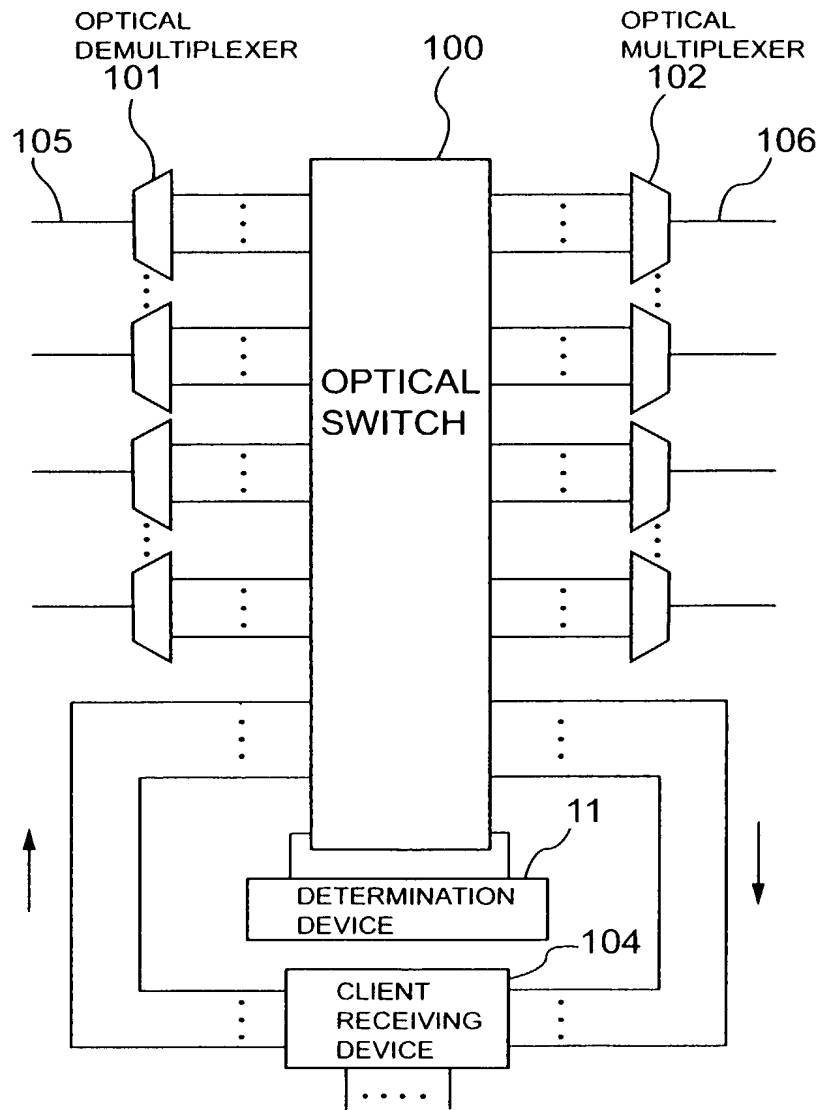 OPTICAL
DEMULTIPLEXER
101
100
OPTICAL
MULTIPLEXER
102
105
106
OPTICAL
SWITCH
11
DETERMINATION
DEVICE
104
CLIENT
RECEIVING
DEVICE